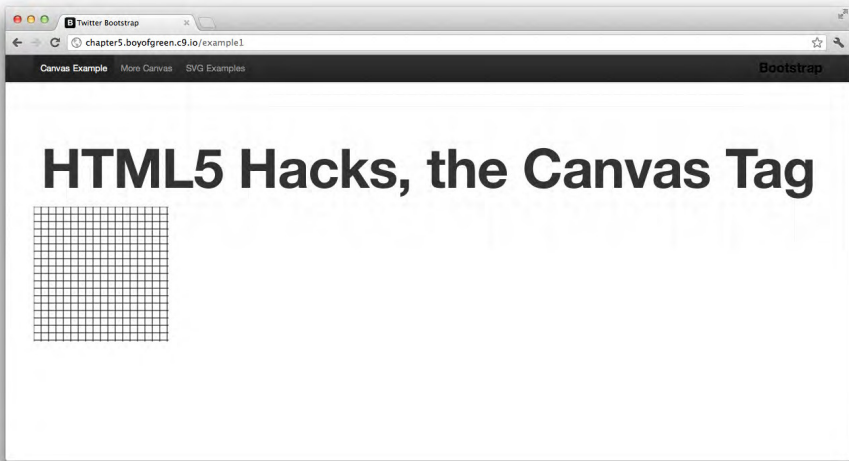 B Twitter Bootstrap
chapter5.boyofgreen.c9.io/example1
Canvas Example More Canvas SVG Examples Bootstrap
HTML5 Hacks, the Canvas Tag